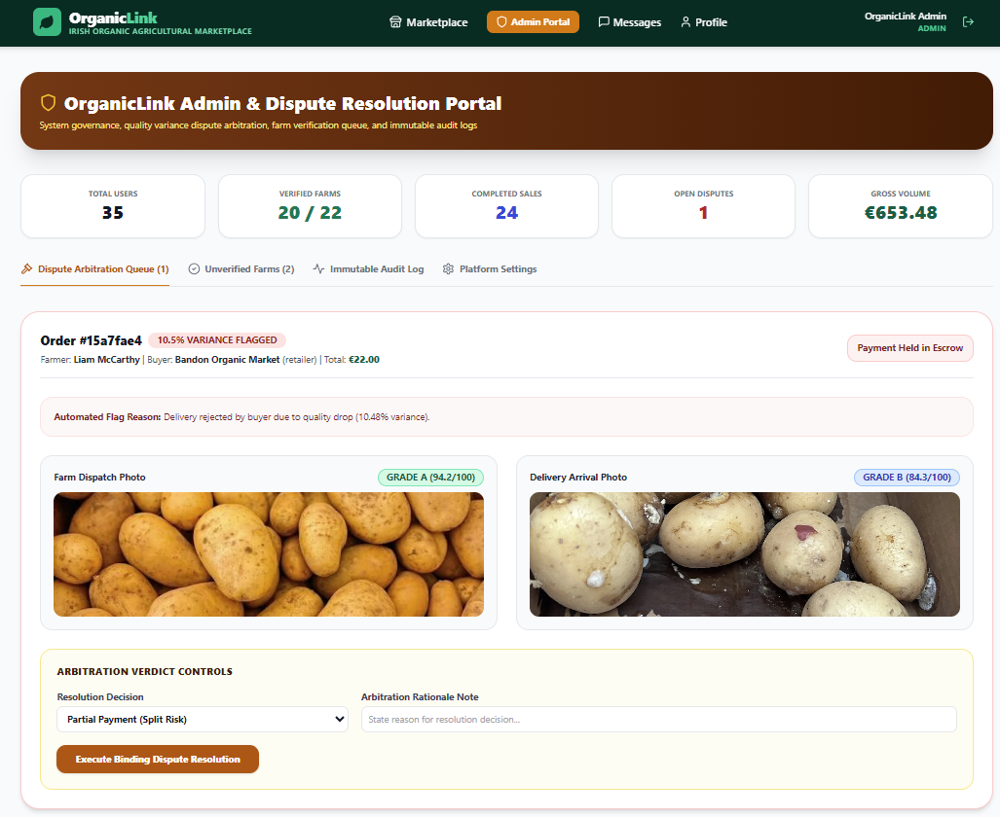 OrganicLink
IRISH ORGANIC AGRICULTURAL MARKETPLACE
Marketplace
Admin Portal
Messages
Profile
OrganicLink Admin
ADMIN
OrganicLink Admin & Dispute Resolution Portal
System governance, quality variance dispute arbitration, farm verification queue, and immutable audit logs
TOTAL USERS
35
VERIFIED FARMS
20 / 22
COMPLETED SALES
24
OPEN DISPUTES
1
GROSS VOLUME
€653.48
Dispute Arbitration Queue (1)
Unverified Farms (2)
Immutable Audit Log
Platform Settings
Order #15a7fae4 10.5% VARIANCE FLAGGED
Farmer: Liam McCarthy | Buyer: Bandon Organic Market (retailer) | Total: €22.00
Payment Held in Escrow
Automated Flag Reason: Delivery rejected by buyer due to quality drop (10.48% variance).
Farm Dispatch Photo
GRADE A (94.2/100)
Delivery Arrival Photo
GRADE B (84.3/100)
ARBITRATION VERDICT CONTROLS
Resolution Decision
Partial Payment (Split Risk)
Arbitration Rationale Note
State reason for resolution decision...
Execute Binding Dispute Resolution